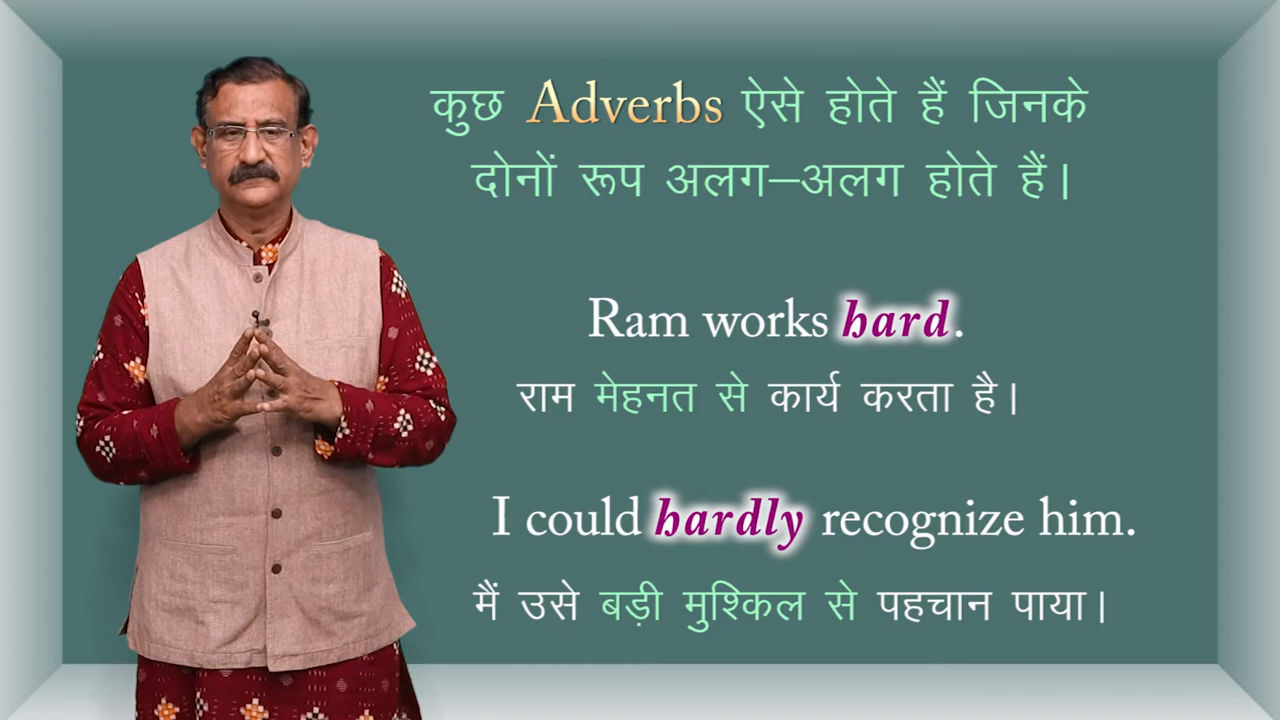 कुछ Adverbs ऐसे होते हैं जिनके
दोनों रूप अलग–अलग होते हैं।
Ram works hard.
राम मेहनत से कार्य करता है।
I could hardly recognize him.
मैं उसे बड़ी मुश्किल से पहचान पाया।